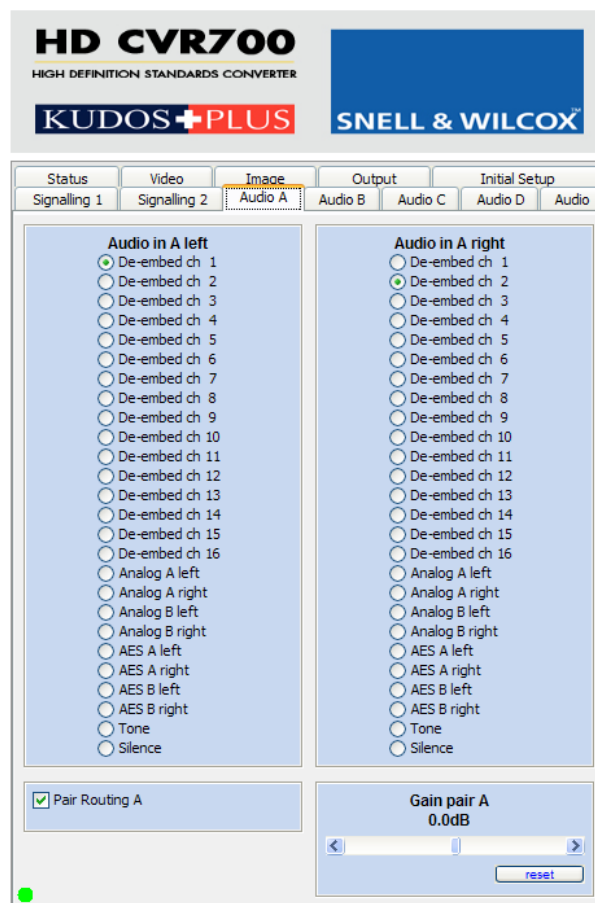 HD CVR700
HIGH DEFINITION STANDARDS CONVERTER
KUDOS PLUS
SNELL & WILCOX™
Status Video Image Output Initial Setup
Signalling 1 Signalling 2 Audio A Audio B Audio C Audio D Audio
Audio in A left
De-embed ch 1
De-embed ch 2
De-embed ch 3
De-embed ch 4
De-embed ch 5
De-embed ch 6
De-embed ch 7
De-embed ch 8
De-embed ch 9
De-embed ch 10
De-embed ch 11
De-embed ch 12
De-embed ch 13
De-embed ch 14
De-embed ch 15
De-embed ch 16
Analog A left
Analog A right
Analog B left
Analog B right
AES A left
AES A right
AES B left
AES B right
Tone
Silence
Audio in A right
De-embed ch 1
De-embed ch 2
De-embed ch 3
De-embed ch 4
De-embed ch 5
De-embed ch 6
De-embed ch 7
De-embed ch 8
De-embed ch 9
De-embed ch 10
De-embed ch 11
De-embed ch 12
De-embed ch 13
De-embed ch 14
De-embed ch 15
De-embed ch 16
Analog A left
Analog A right
Analog B left
Analog B right
AES A left
AES A right
AES B left
AES B right
Tone
Silence
Pair Routing A
Gain pair A
0.0dB
reset